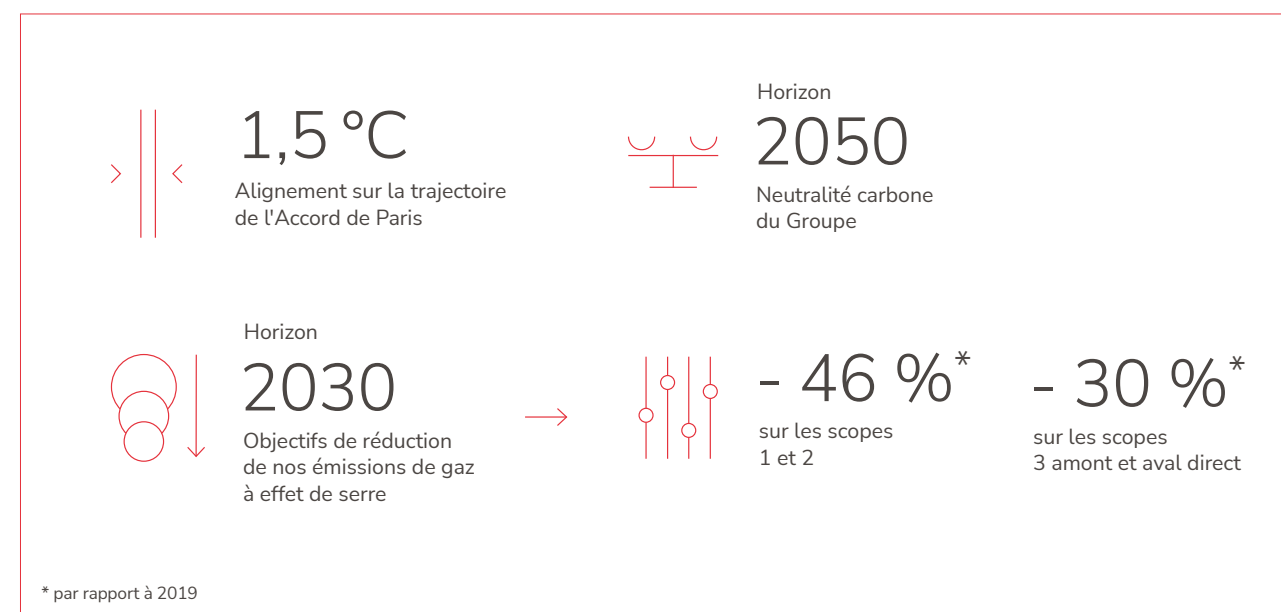 1,5 °C
Alignement sur la trajectoire
de l'Accord de Paris
Horizon
2050
Neutralité carbone
du Groupe
Horizon
2030
Objectifs de réduction
de nos émissions de gaz
à effet de serre
- 46 %*
sur les scopes
1 et 2
- 30 %*
sur les scopes
3 amont et aval direct
* par rapport à 2019